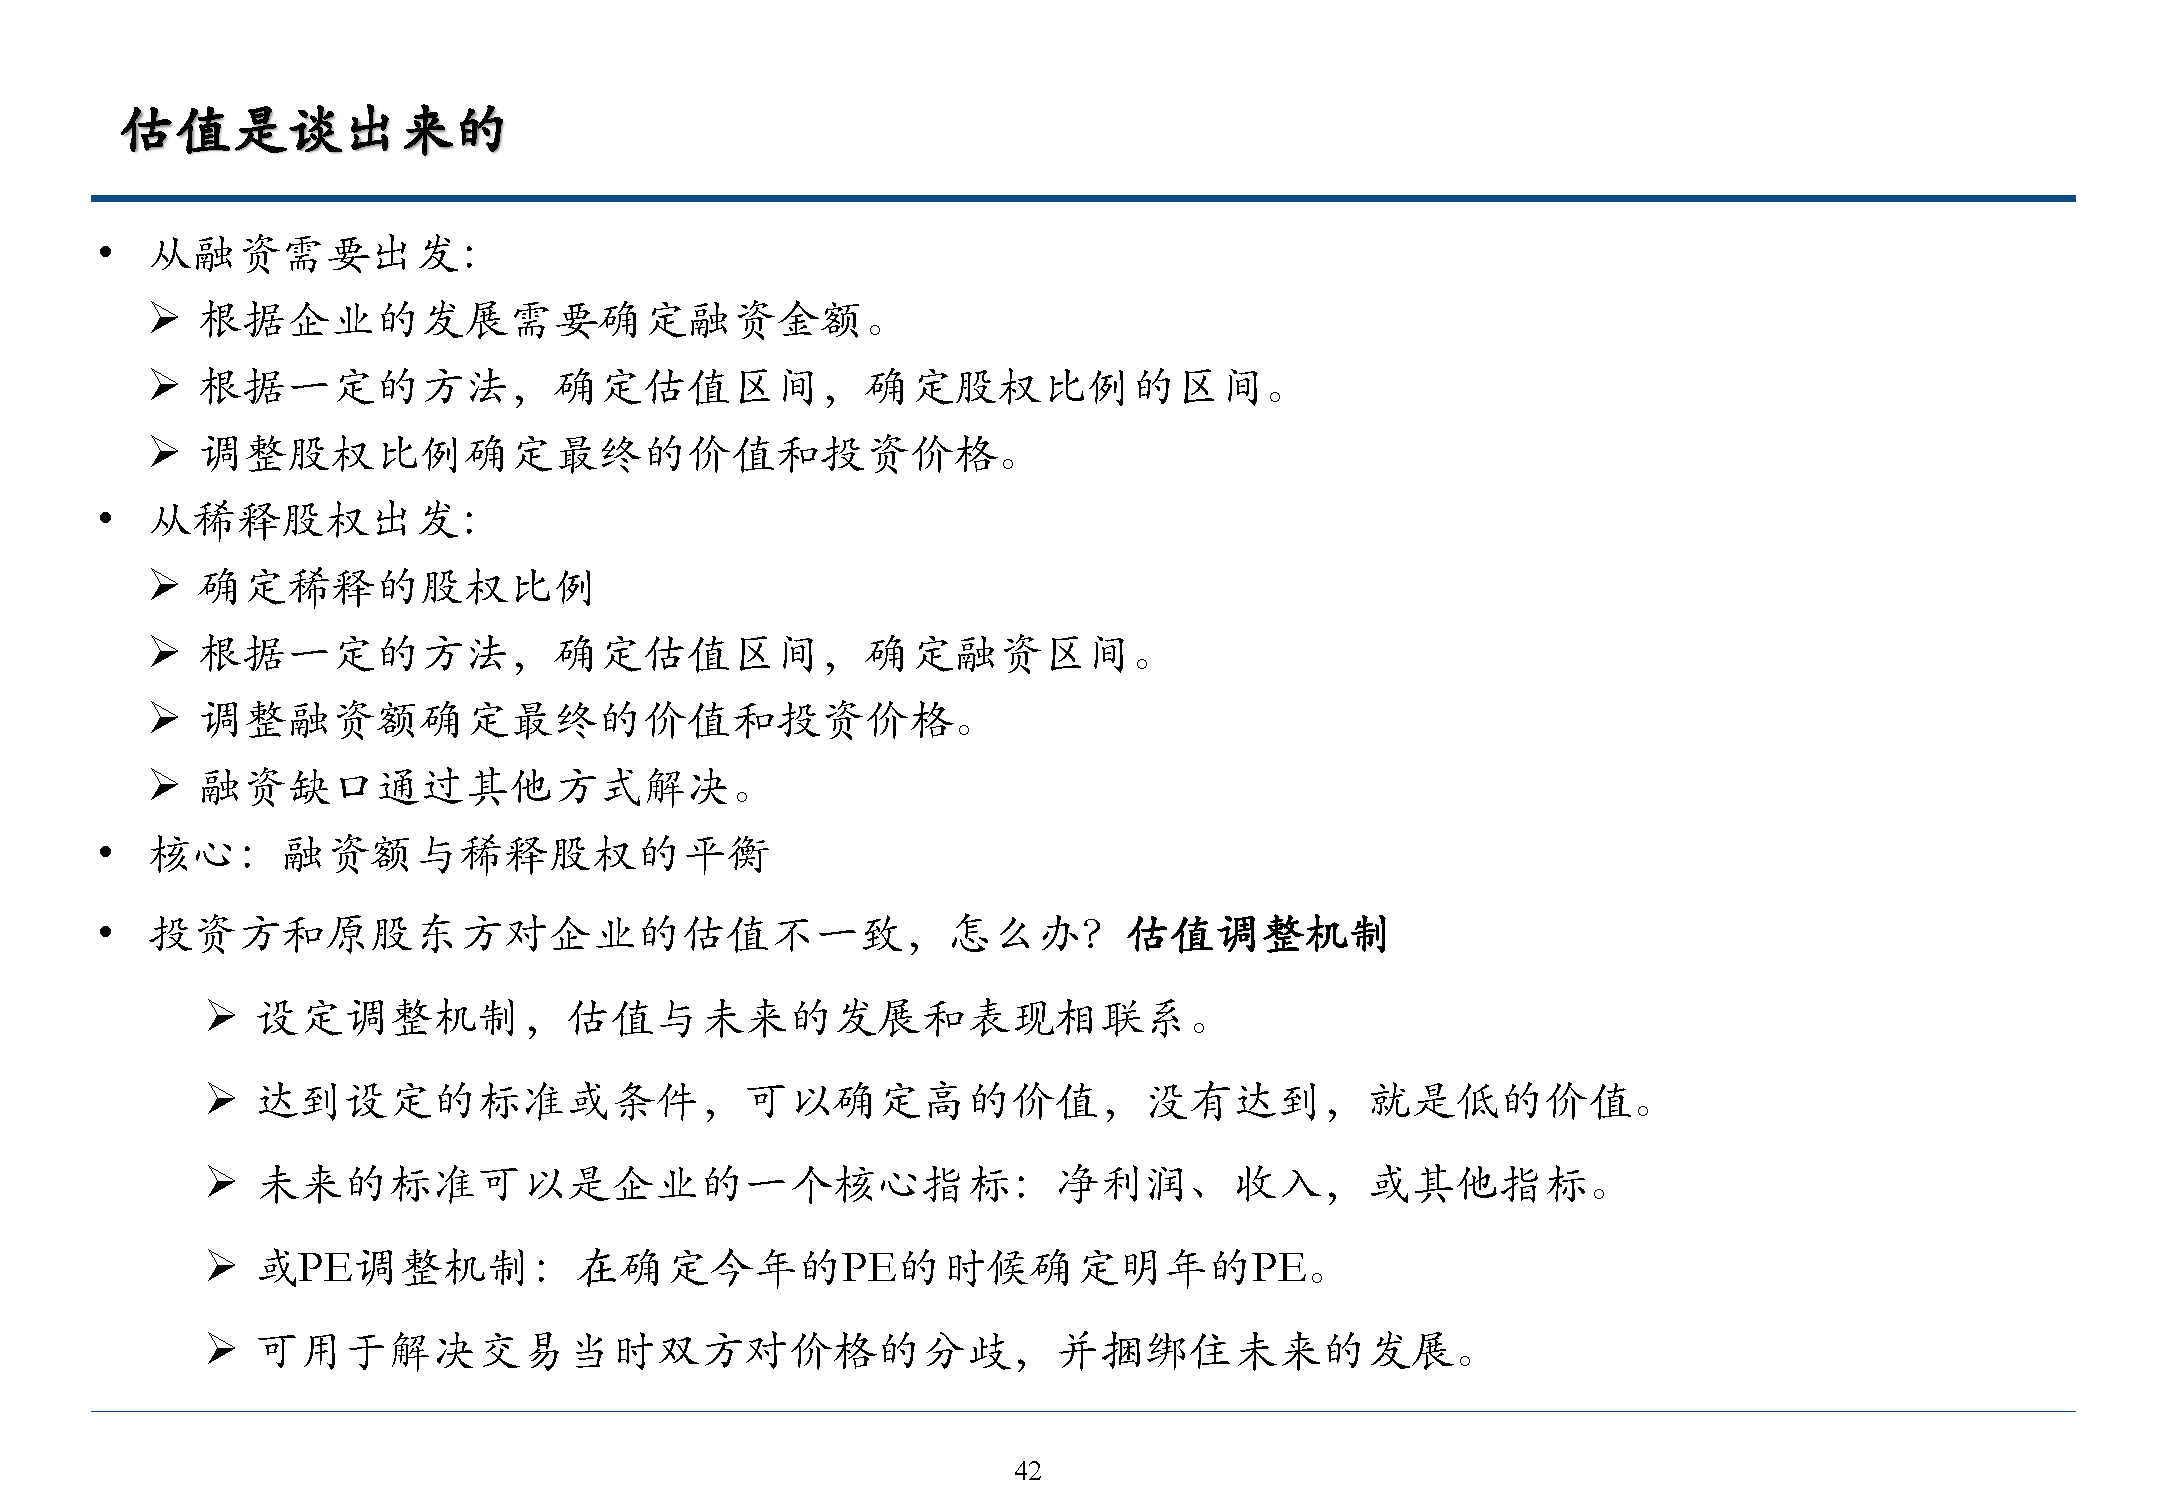 估值是谈出来的
• 从融资需要出发：
➢ 根据企业的发展需要确定融资金额。
➢ 根据一定的方法，确定估值区间，确定股权比例的区间。
➢ 调整股权比例确定最终的价值和投资价格。
• 从稀释股权出发：
➢ 确定稀释的股权比例
➢ 根据一定的方法，确定估值区间，确定融资区间。
➢ 调整融资额确定最终的价值和投资价格。
➢ 融资缺口通过其他方式解决。
• 核心：融资额与稀释股权的平衡
• 投资方和原股东方对企业的估值不一致，怎么办？估值调整机制
➢ 设定调整机制，估值与未来的发展和表现相联系。
➢ 达到设定的标准或条件，可以确定高的价值，没有达到，就是低的价值。
➢ 未来的标准可以是企业的一个核心指标：净利润、收入，或其他指标。
➢ 或PE调整机制：在确定今年的PE的时候确定明年的PE。
➢ 可用于解决交易当时双方对价格的分歧，并捆绑住未来的发展。
42